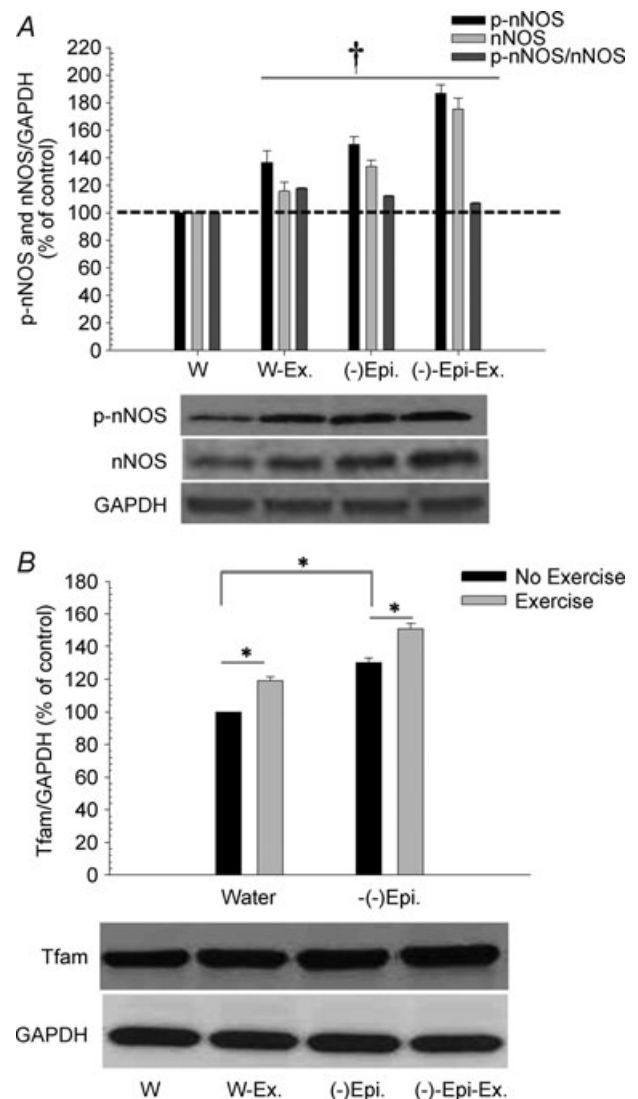 A
p-nNOS
nNOS
p-nNOS/nNOS
†
p-nNOS and nNOS/GAPDH
(% of control)
220
200
180
160
140
120
100
80
60
40
20
0
W
W-Ex.
(-)Epi.
(-)-Epi-Ex.
p-nNOS
nNOS
GAPDH
B
No Exercise
Exercise
*
*
*
Tfam/GAPDH (% of control)
180
160
140
120
100
80
60
40
20
0
Water
-(-)Epi.
Tfam
GAPDH
W
W-Ex.
(-)Epi.
(-)-Epi-Ex.